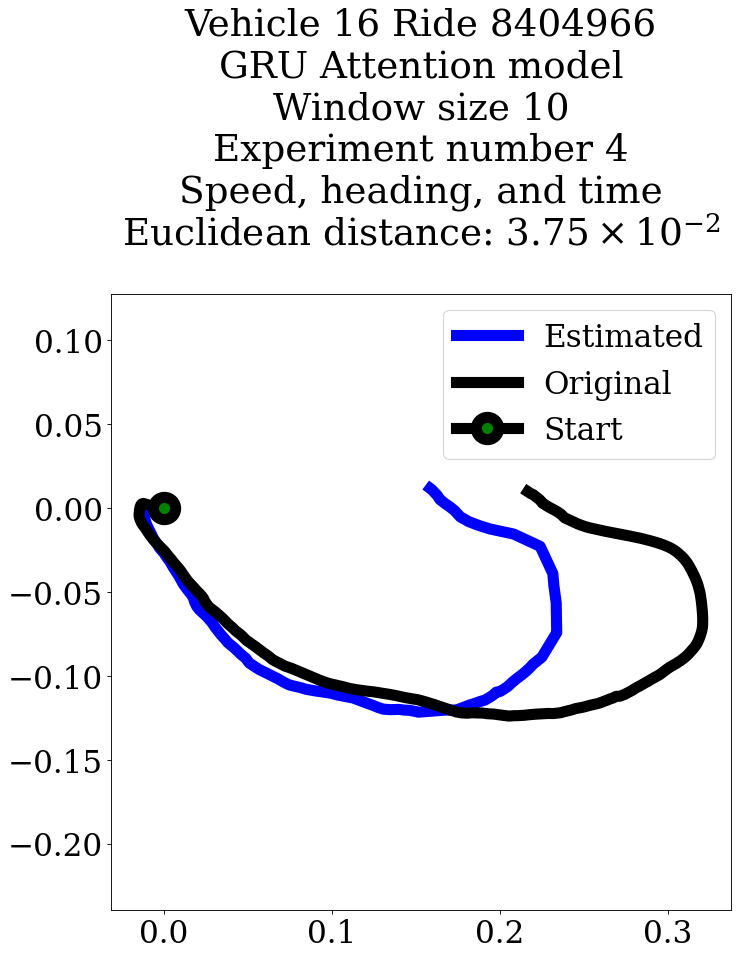 Vehicle 16 Ride 8404966
GRU Attention model
Window size 10
Experiment number 4
Speed, heading, and time
Euclidean distance: 3.75 × 10⁻²
Estimated
Original
Start
0.10
0.05
0.00
−0.05
−0.10
−0.15
−0.20
0.0 0.1 0.2 0.3